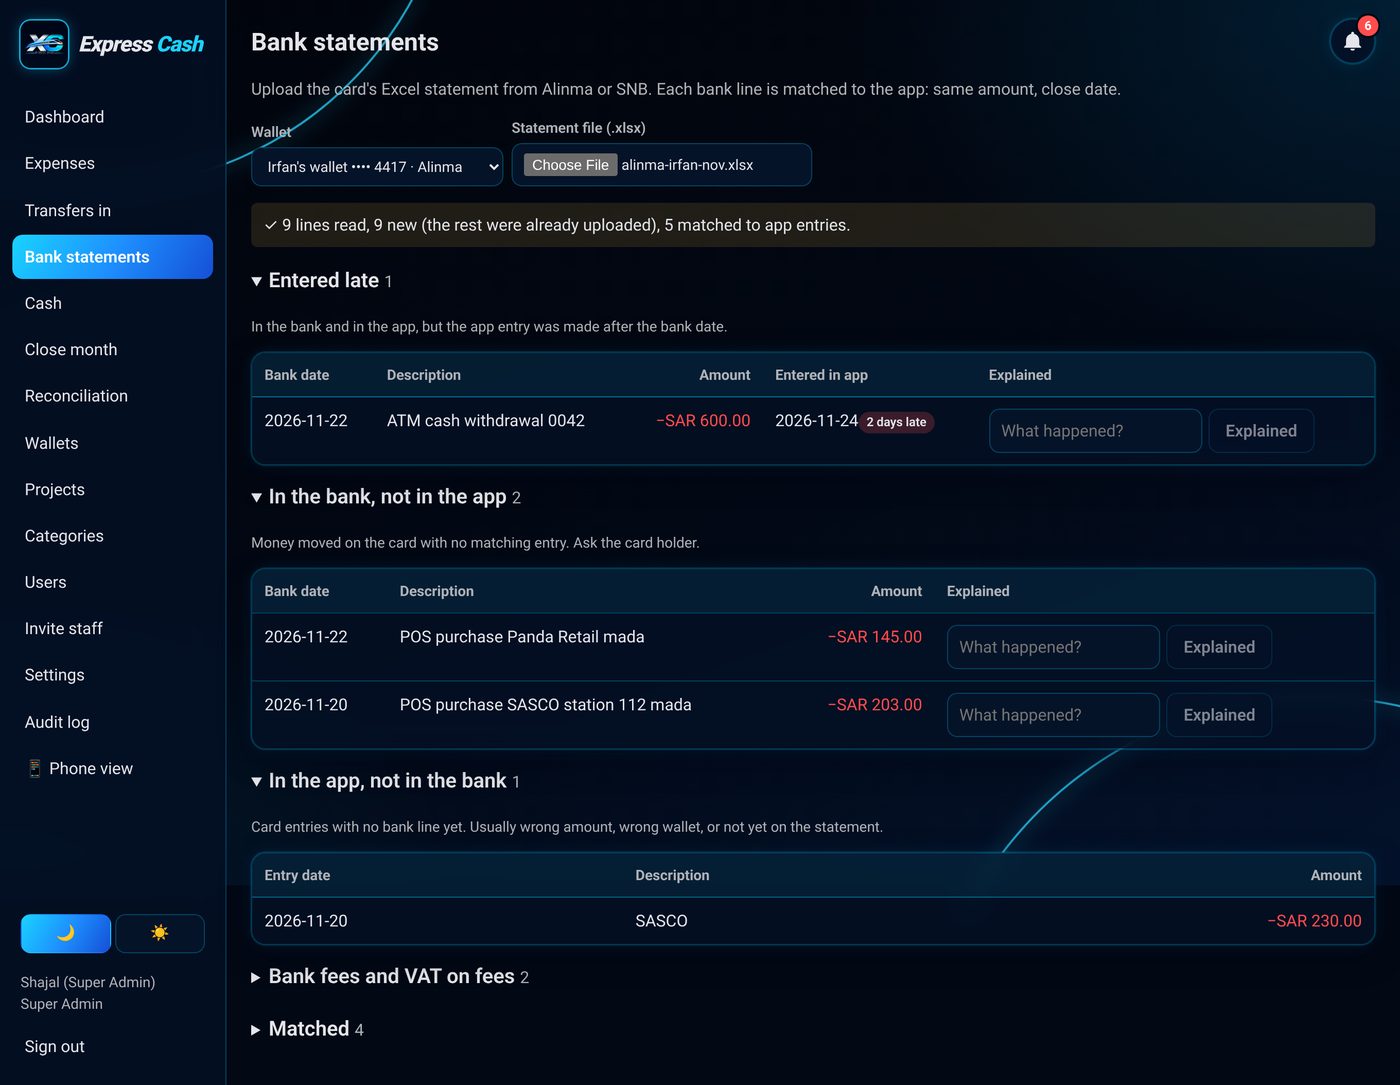 XC Express Cash
Dashboard
Expenses
Transfers in
Bank statements
Cash
Close month
Reconciliation
Wallets
Projects
Categories
Users
Invite staff
Settings
Audit log
📱 Phone view
🌙 ☀️
Shajal (Super Admin)
Super Admin
Sign out
Bank statements
6
Upload the card's Excel statement from Alinma or SNB. Each bank line is matched to the app: same amount, close date.
Wallet
Irfan's wallet •••• 4417 · Alinma
Statement file (.xlsx)
Choose File alinma-irfan-nov.xlsx
✓ 9 lines read, 9 new (the rest were already uploaded), 5 matched to app entries.
▼ Entered late 1
In the bank and in the app, but the app entry was made after the bank date.
Bank date Description Amount Entered in app Explained
2026-11-22 ATM cash withdrawal 0042 −SAR 600.00 2026-11-24 2 days late What happened? Explained
▼ In the bank, not in the app 2
Money moved on the card with no matching entry. Ask the card holder.
Bank date Description Amount Explained
2026-11-22 POS purchase Panda Retail mada −SAR 145.00 What happened? Explained
2026-11-20 POS purchase SASCO station 112 mada −SAR 203.00 What happened? Explained
▼ In the app, not in the bank 1
Card entries with no bank line yet. Usually wrong amount, wrong wallet, or not yet on the statement.
Entry date Description Amount
2026-11-20 SASCO −SAR 230.00
▶ Bank fees and VAT on fees 2
▶ Matched 4